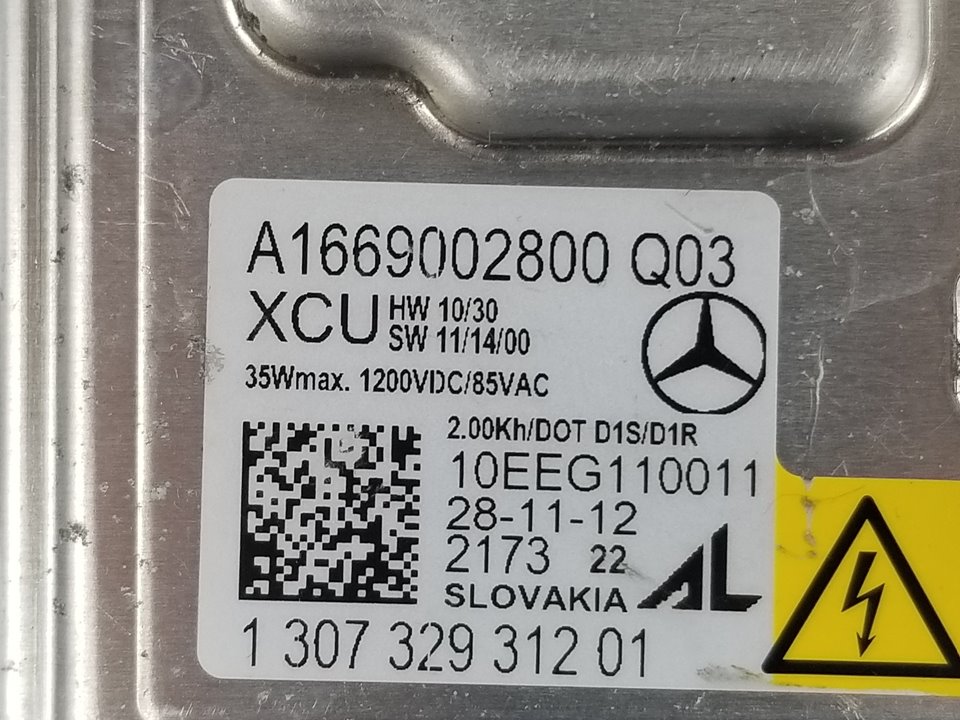 A1669002800 Q03
XCU HW 10/30
SW 11/14/00
35Wmax. 1200VDC/85VAC
2.00Kh/DOT D1S/D1R
10EEG110011
28-11-12
2173 22
SLOVAKIA AL
1 307 329 312 01